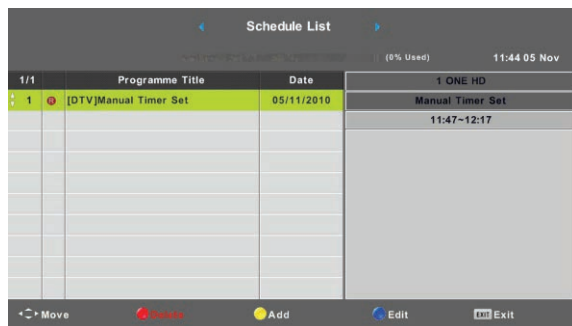 Schedule List
(0% Used) 11:44 05 Nov
1/1 Programme Title Date 1 ONE HD
1 [DTV]Manual Timer Set 05/11/2010 Manual Timer Set
11:47~12:17
Move Delete Add Edit EXIT Exit